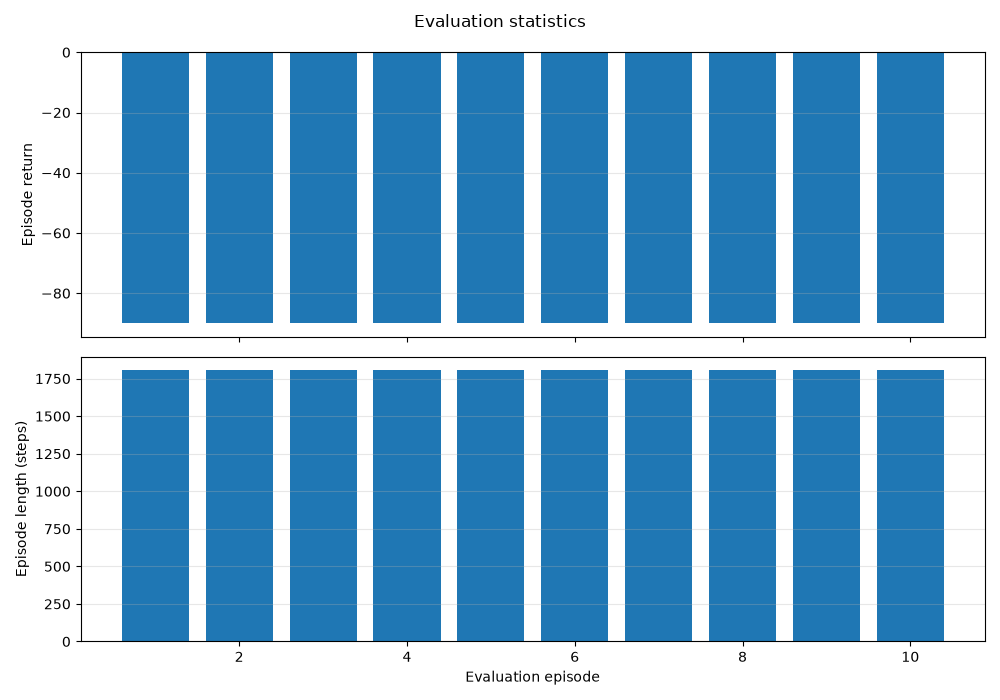 Evaluation statistics
0
−20
−40
−60
−80
Episode return
1750
1500
1250
1000
750
500
250
0
Episode length (steps)
2 4 6 8 10
Evaluation episode